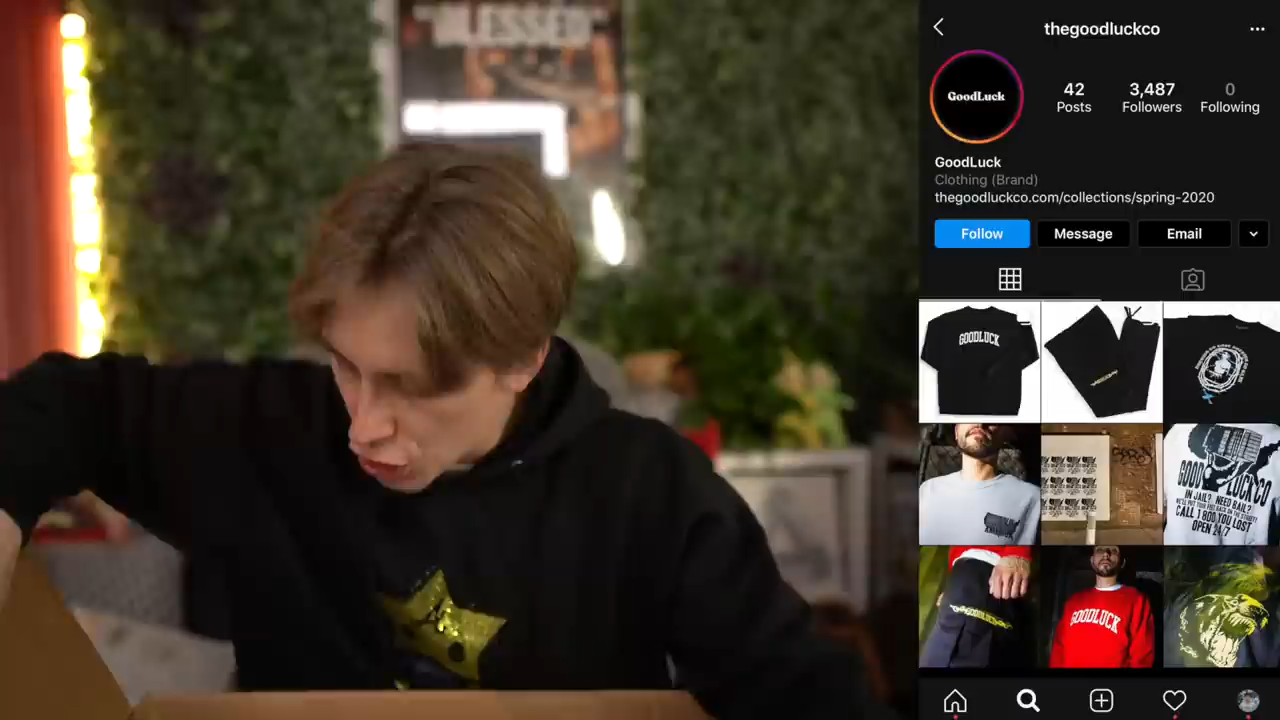 "BLESSED"
thegoodluckco
GoodLuck
42
Posts
3,487
Followers
0
Following
GoodLuck
Clothing (Brand)
thegoodluckco.com/collections/spring-2020
Follow
Message
Email
GOODLUCK
GOOD LUCK CO
IN JAIL? NEED BAIL?
CALL 1 800 YOU LOST
OPEN 24/7
GOODLUCK
GOODLUCK